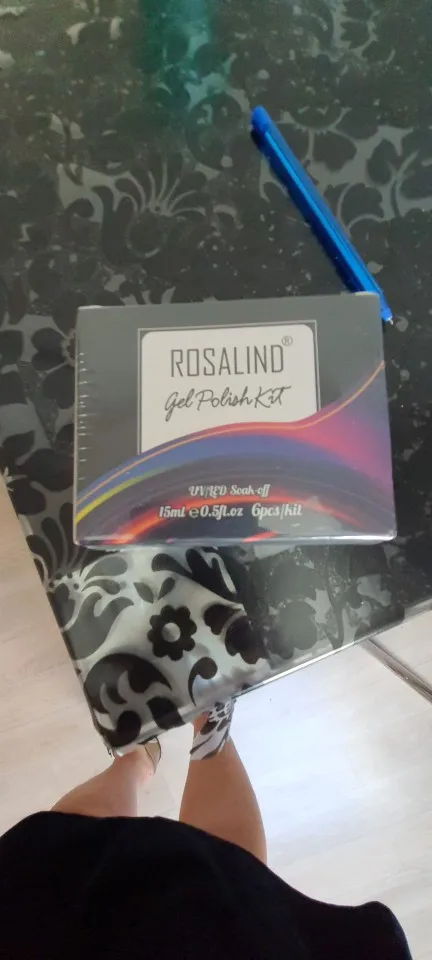 ROSALIND®
Gel Polish Kit
UV/LED Soak-off
15ml ℮0.5fl.oz 6pcs/kit